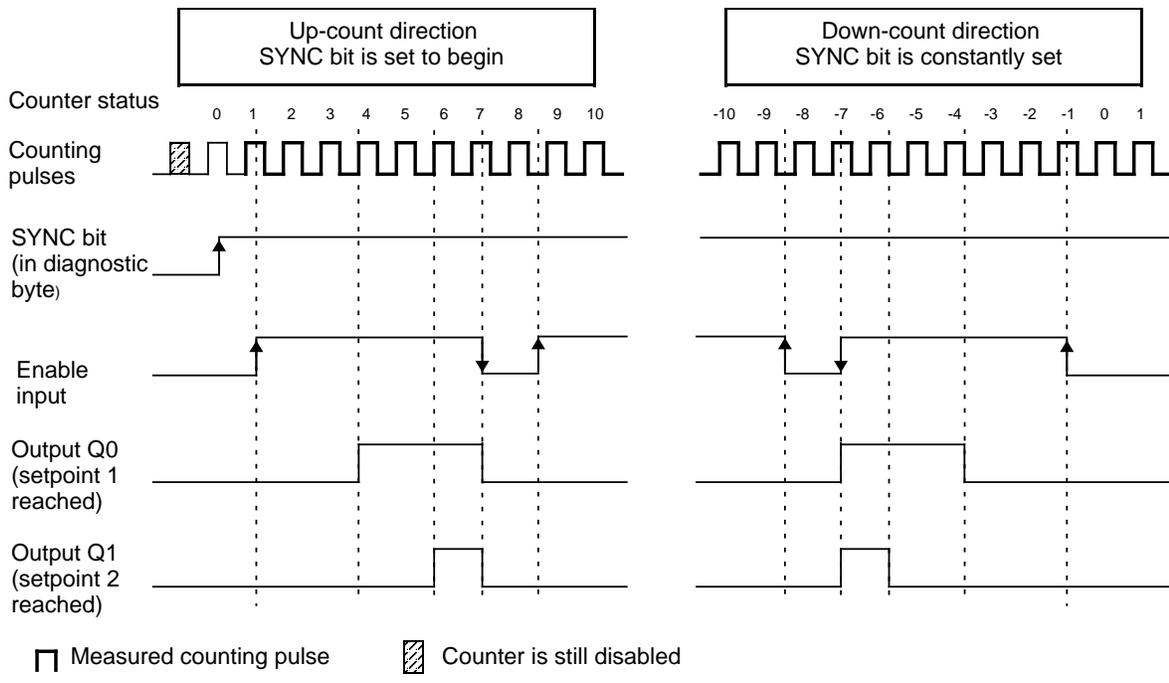 Up-count direction
SYNC bit is set to begin
Down-count direction
SYNC bit is constantly set
Counter status
0 1 2 3 4 5 6 7 8 9 10
-10 -9 -8 -7 -6 -5 -4 -3 -2 -1 0 1
Counting
pulses
SYNC bit
(in diagnostic
byte)
Enable
input
Output Q0
(setpoint 1
reached)
Output Q1
(setpoint 2
reached)
Measured counting pulse
Counter is still disabled